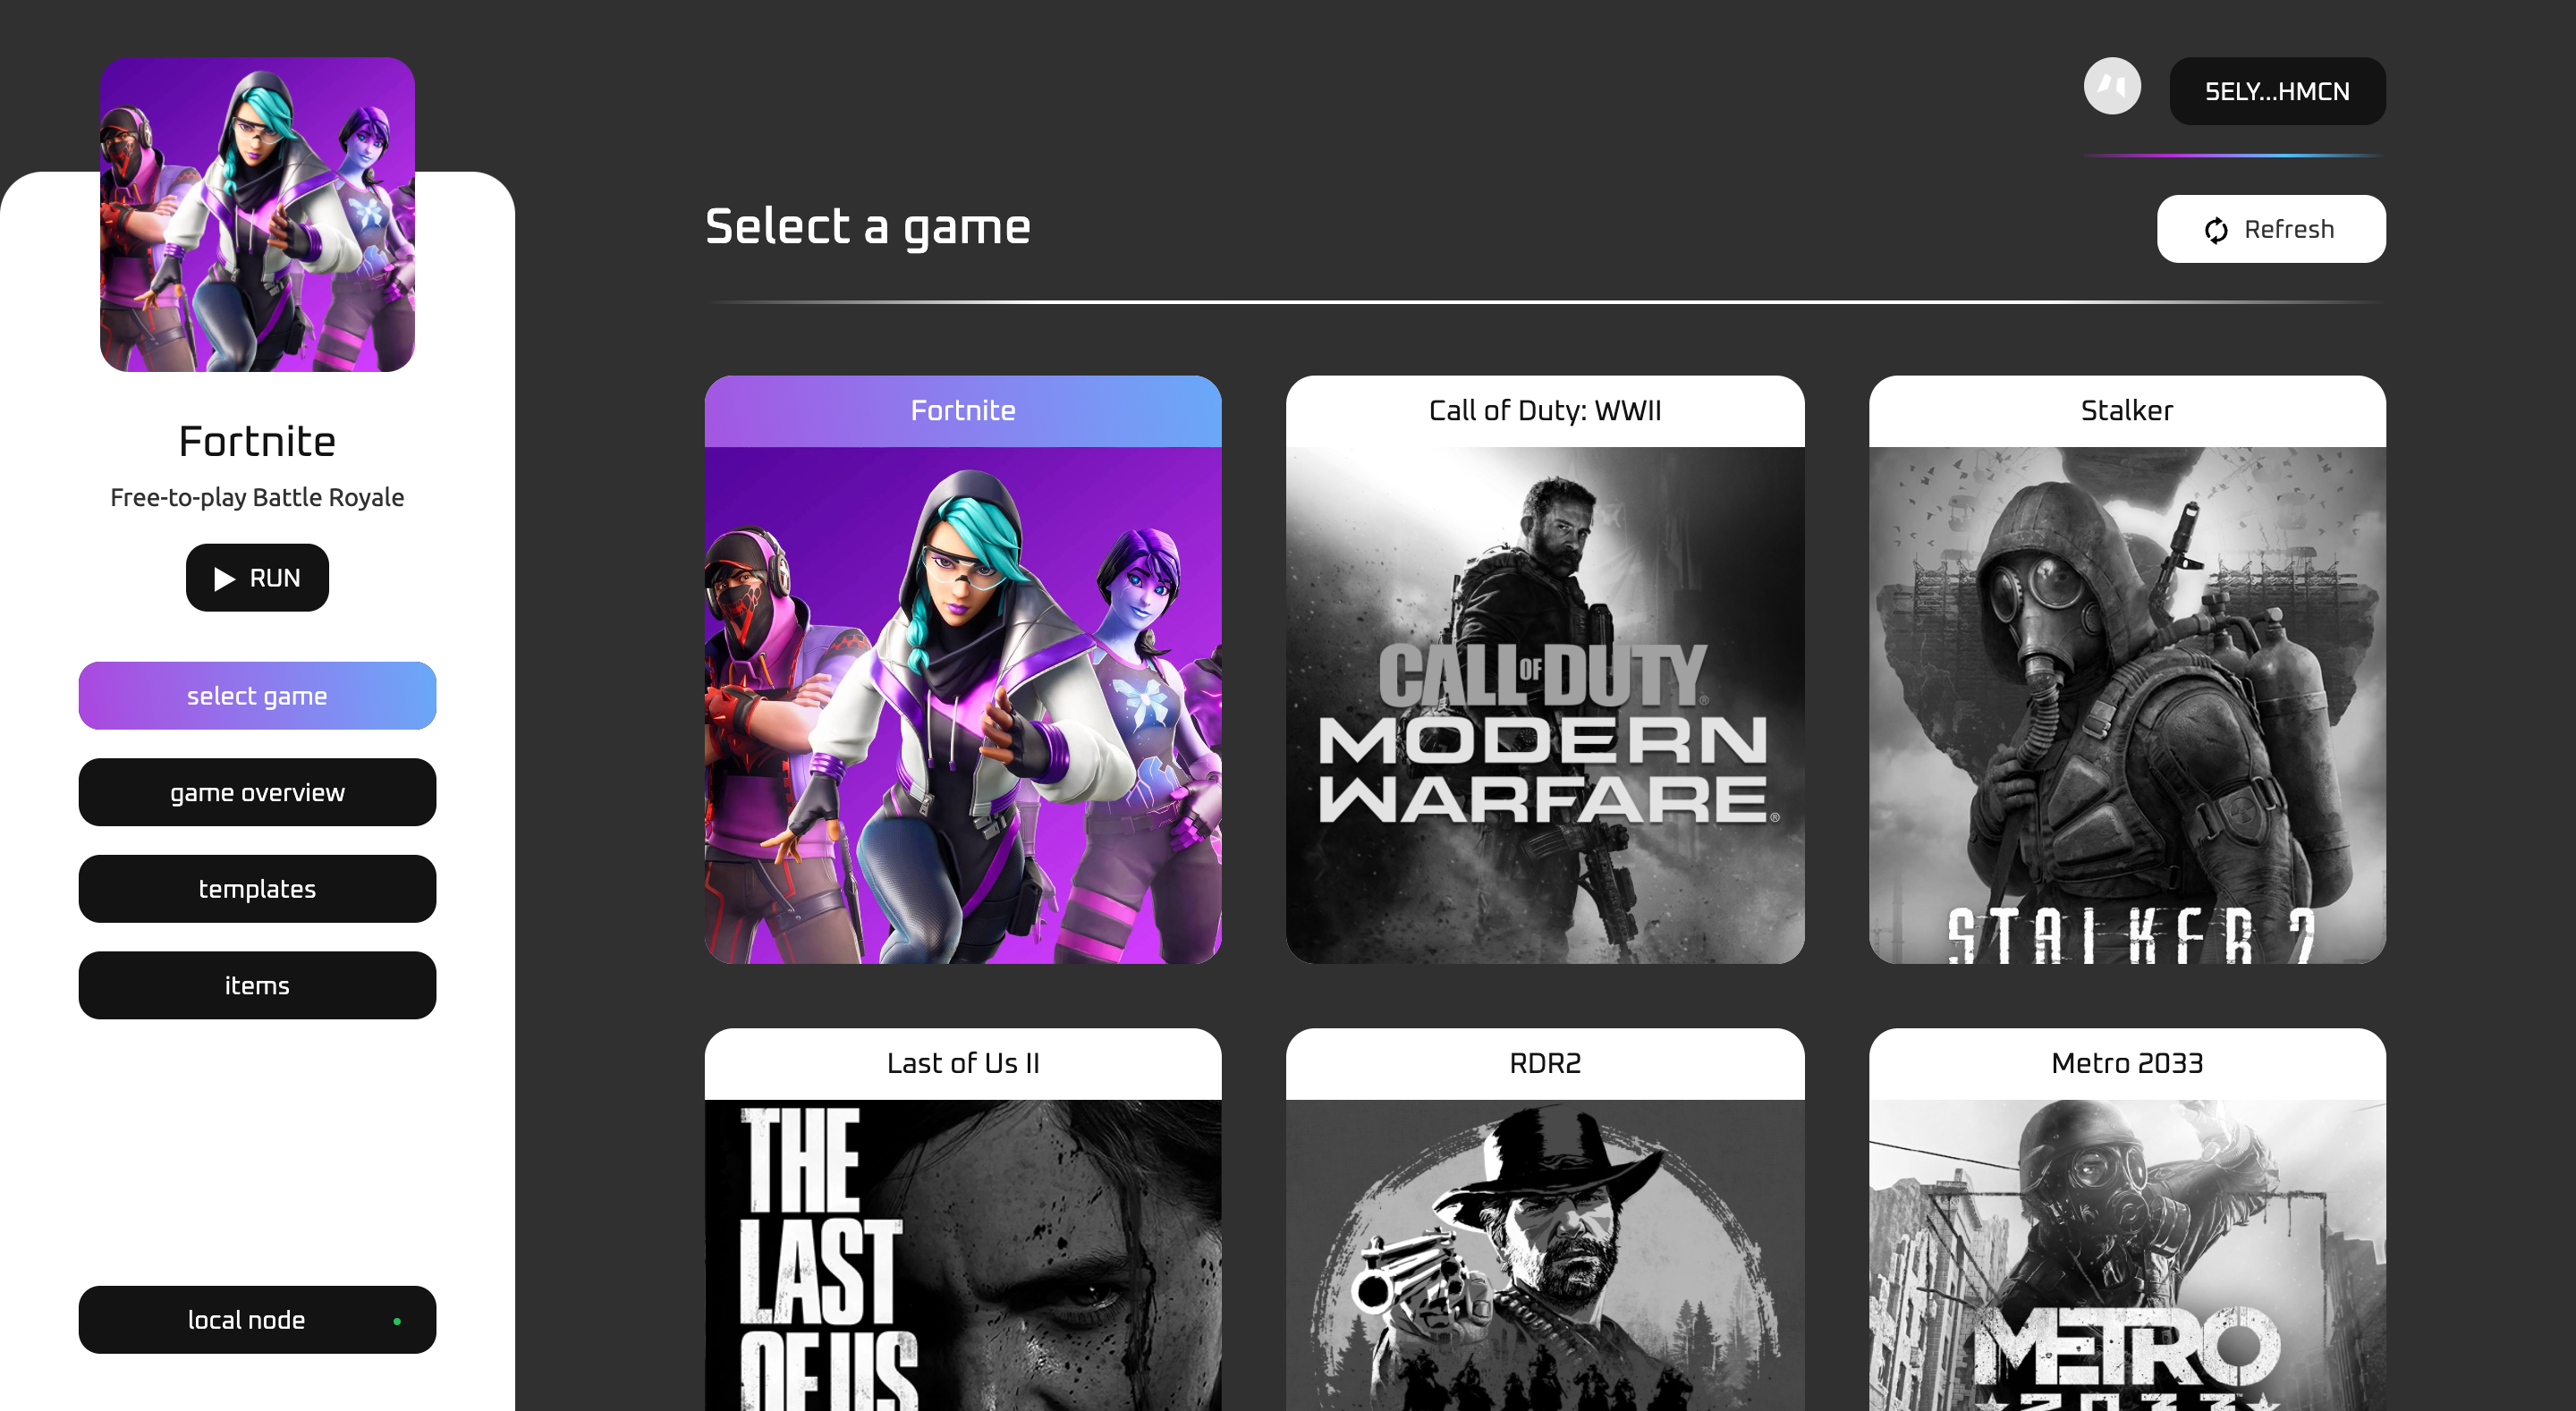 5ELY...HMCN
Select a game
Refresh
Fortnite
Free-to-play Battle Royale
RUN
select game
game overview
templates
items
local node
Fortnite
Call of Duty: WWII
CALL OF DUTY®
MODERN
WARFARE®
Stalker
STALKER 2
Last of Us II
THE
LAST
OF US
RDR2
Metro 2033
METRO
2033